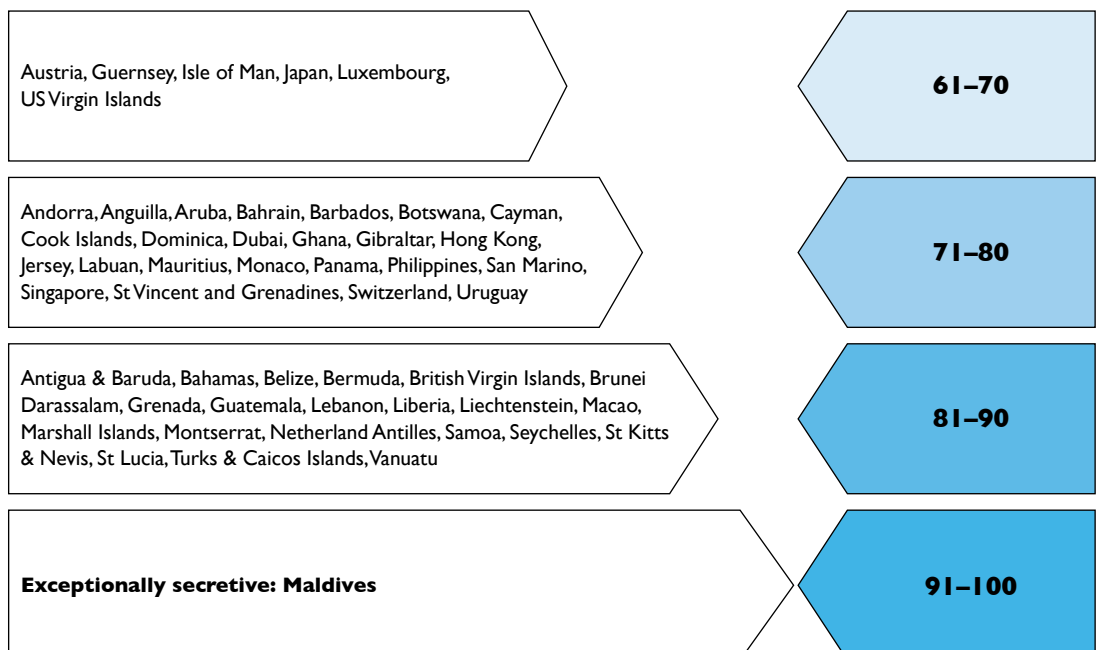 Austria, Guernsey, Isle of Man, Japan, Luxembourg,
US Virgin Islands
61–70
Andorra, Anguilla, Aruba, Bahrain, Barbados, Botswana, Cayman,
Cook Islands, Dominica, Dubai, Ghana, Gibraltar, Hong Kong,
Jersey, Labuan, Mauritius, Monaco, Panama, Philippines, San Marino,
Singapore, St Vincent and Grenadines, Switzerland, Uruguay
71–80
Antigua & Baruda, Bahamas, Belize, Bermuda, British Virgin Islands, Brunei
Darassalam, Grenada, Guatemala, Lebanon, Liberia, Liechtenstein, Macao,
Marshall Islands, Montserrat, Netherland Antilles, Samoa, Seychelles, St Kitts
& Nevis, St Lucia, Turks & Caicos Islands, Vanuatu
81–90
Exceptionally secretive: Maldives
91–100